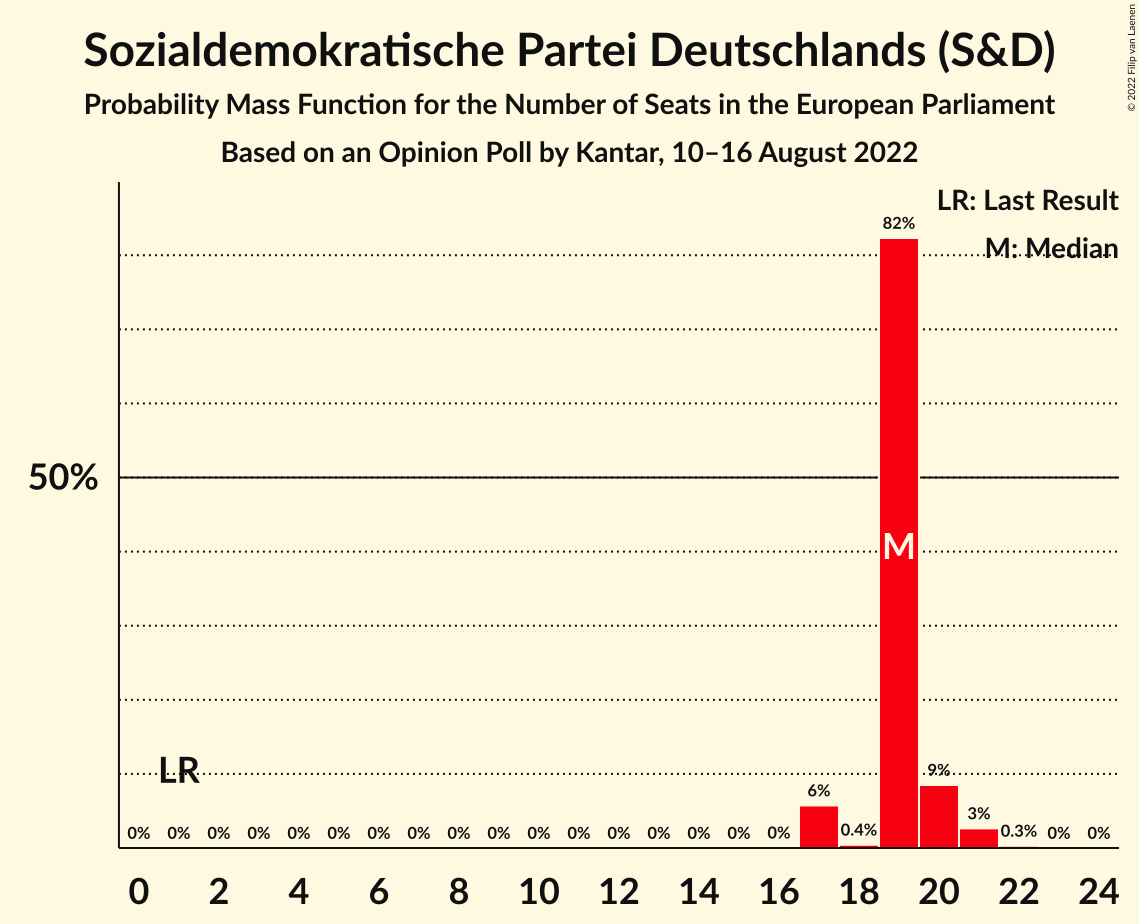 Sozialdemokratische Partei Deutschlands (S&D)
Probability Mass Function for the Number of Seats in the European Parliament
Based on an Opinion Poll by Kantar, 10–16 August 2022
© 2022 Filip van Laenen
LR: Last Result
M: Median
82%
50%
M
LR
9%
6%
3%
0% 0% 0% 0% 0% 0% 0% 0% 0% 0% 0% 0% 0% 0% 0% 0% 0% 0.4% 0.3% 0% 0%
0 2 4 6 8 10 12 14 16 18 20 22 24